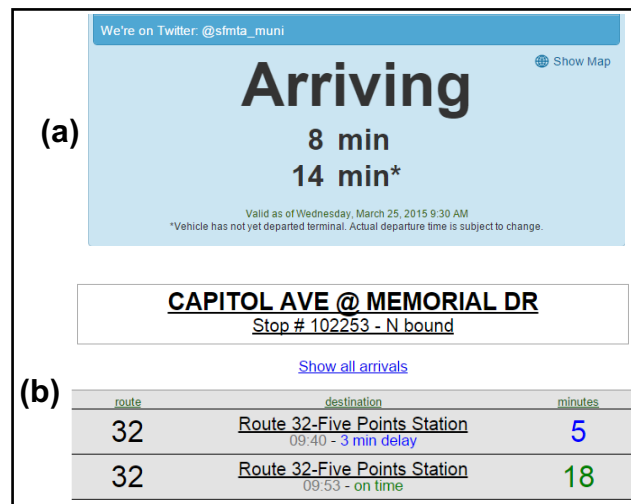 We're on Twitter: @sfmta_muni
Show Map
Arriving
(a)
8 min
14 min*
Valid as of Wednesday, March 25, 2015 9:30 AM
*Vehicle has not yet departed terminal. Actual departure time is subject to change.
CAPITOL AVE @ MEMORIAL DR
Stop # 102253 - N bound
Show all arrivals
(b)
route destination minutes
32 Route 32-Five Points Station 5
09:40 - 3 min delay
32 Route 32-Five Points Station 18
09:53 - on time